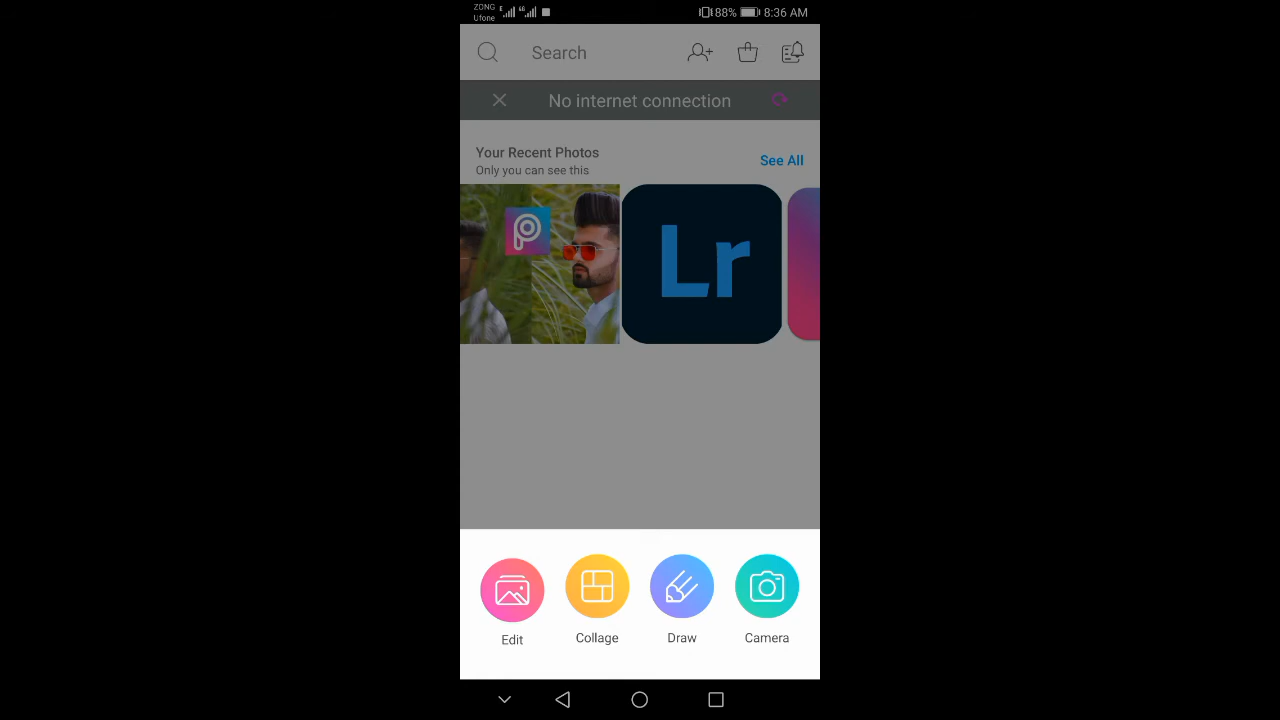 ZONG
Ufone
88%
8:36 AM
Search
No internet connection
Your Recent Photos
Only you can see this
See All
Lr
Edit
Collage
Draw
Camera